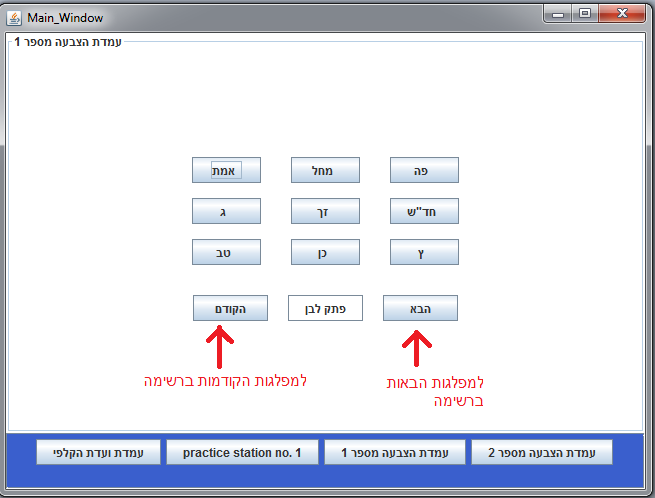 Main_Window
עמדת הצבעה מספר 1
אמת מחל פה
ג זך חד"ש
טב כן ץ
הקודם פתק לבן הבא
למפלגות הקודמות ברשימה
למפלגות הבאות
ברשימה
עמדת ועדת הקלפי practice station no. 1 עמדת הצבעה מספר 1 עמדת הצבעה מספר 2